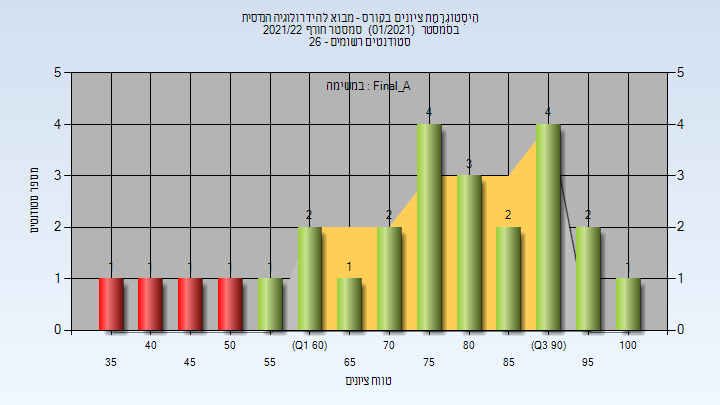 הִיסְטוגְרָמַת ציונים בקורס - מבוא להידרולוגיה הנדסית
בסמסטר (01/2021) סמסטר חורף 2021/22
סטודנטים רשומים - 26
במשימה : Final_A
מספר סטודנטים
5 5
4 4
3 3
2 2
1 1
0 0
1 1 1 1 1 2 1 2 4 3 2 4 2 1
40 50 (Q1 60) 70 80 (Q3 90) 100
35 45 55 65 75 85 95
טווח ציונים